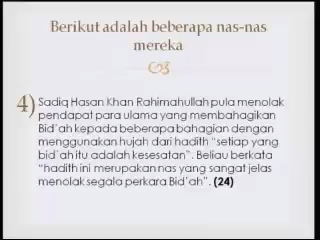 Berikut adalah beberapa nas-nas
mereka
4) Sadiq Hasan Khan Rahimahullah pula menolak
pendapat para ulama yang membahagikan
Bid'ah kepada beberapa bahagian dengan
menggunakan hujah dari hadith "setiap yang
bid'ah itu adalah kesesatan". Beliau berkata
"hadith ini merupakan nas yang sangat jelas
menolak segala perkara Bid'ah". (24)